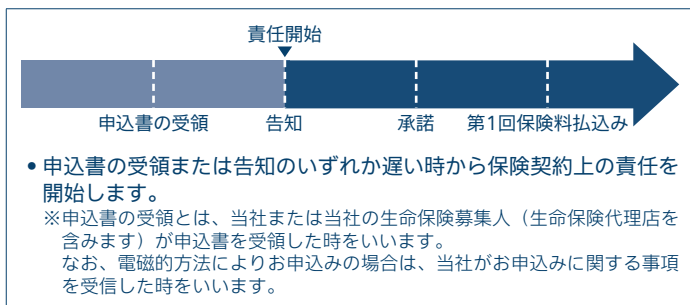 責任開始
申込書の受領 告知 承諾 第1回保険料払込み
•申込書の受領または告知のいずれか遅い時から保険契約上の責任を
開始します。
※申込書の受領とは、当社または当社の生命保険募集人（生命保険代理店を
含みます）が申込書を受領した時をいいます。
なお、電磁的方法によりお申込みの場合は、当社がお申込みに関する事項
を受信した時をいいます。